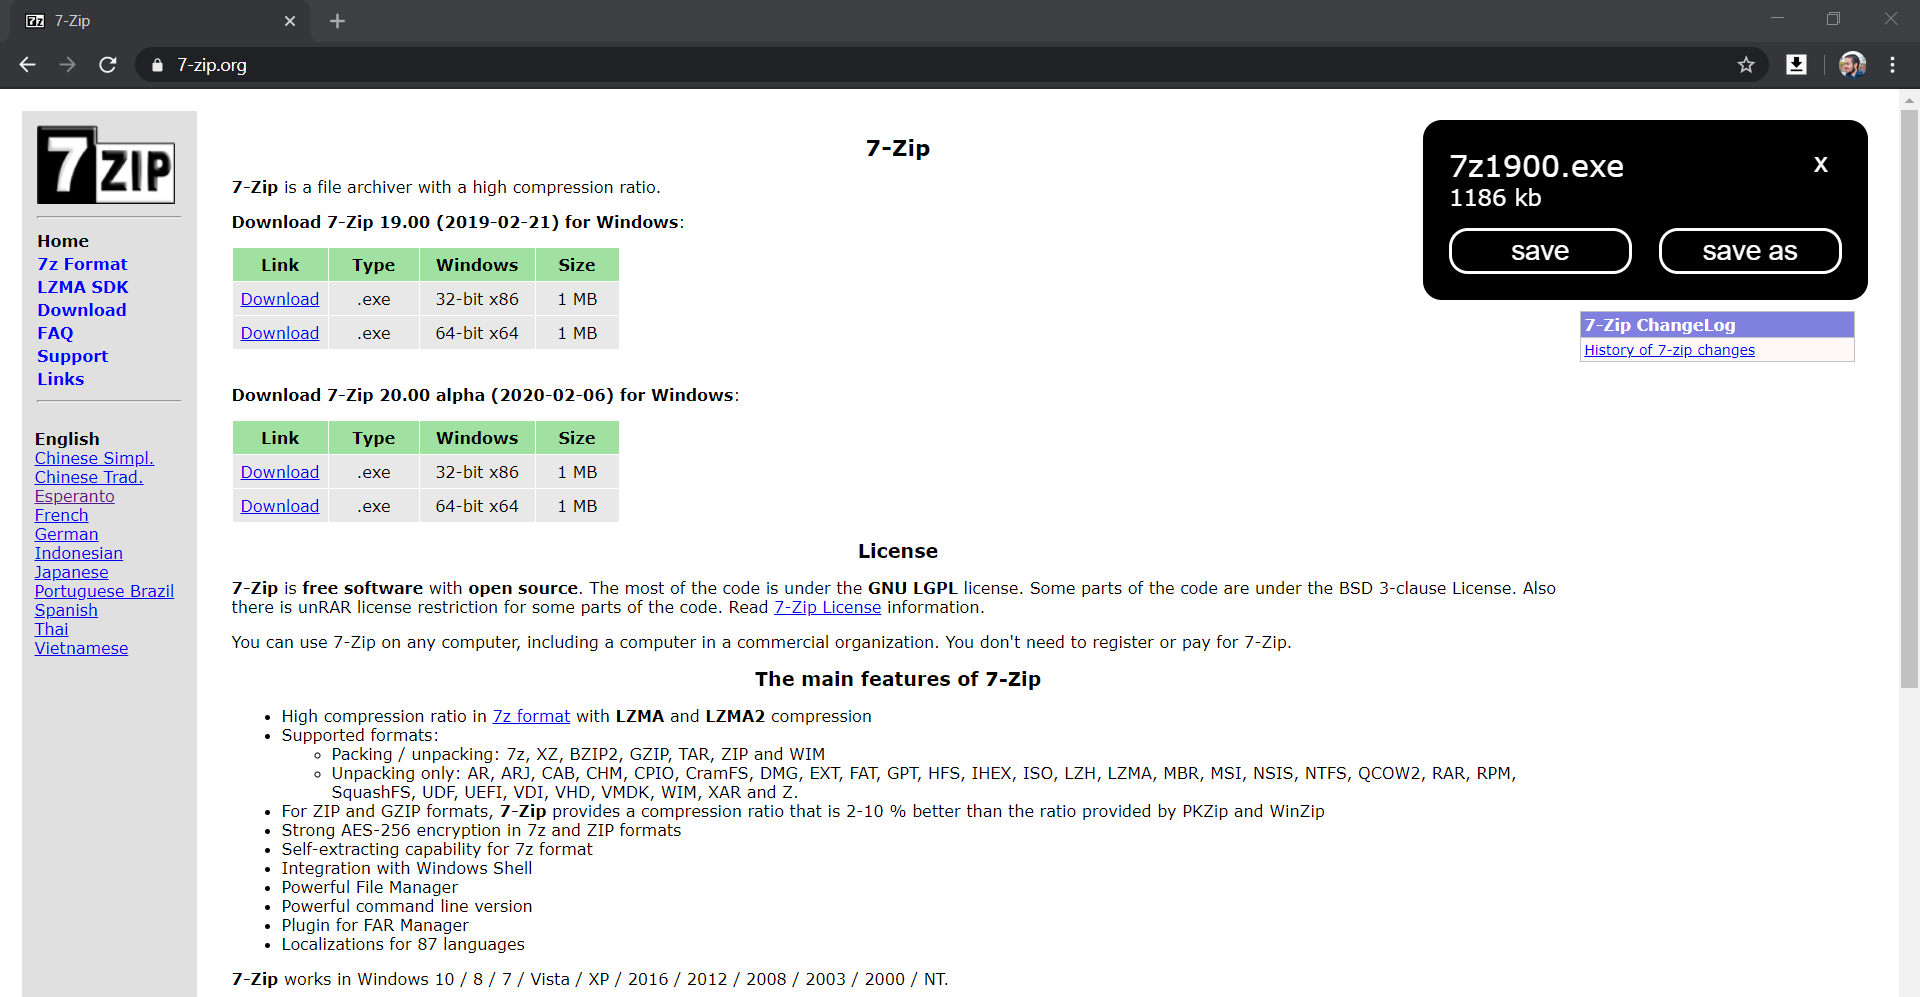 7-Zip
7-zip.org
7ZIP
Home
7z Format
LZMA SDK
Download
FAQ
Support
Links
English
Chinese Simpl.
Chinese Trad.
Esperanto
French
German
Indonesian
Japanese
Portuguese Brazil
Spanish
Thai
Vietnamese
7-Zip
7-Zip is a file archiver with a high compression ratio.
Download 7-Zip 19.00 (2019-02-21) for Windows:
Link Type Windows Size
Download .exe 32-bit x86 1 MB
Download .exe 64-bit x64 1 MB
Download 7-Zip 20.00 alpha (2020-02-06) for Windows:
Link Type Windows Size
Download .exe 32-bit x86 1 MB
Download .exe 64-bit x64 1 MB
License
7-Zip is free software with open source. The most of the code is under the GNU LGPL license. Some parts of the code are under the BSD 3-clause License. Also
there is unRAR license restriction for some parts of the code. Read 7-Zip License information.
You can use 7-Zip on any computer, including a computer in a commercial organization. You don't need to register or pay for 7-Zip.
The main features of 7-Zip
• High compression ratio in 7z format with LZMA and LZMA2 compression
• Supported formats:
◦ Packing / unpacking: 7z, XZ, BZIP2, GZIP, TAR, ZIP and WIM
◦ Unpacking only: AR, ARJ, CAB, CHM, CPIO, CramFS, DMG, EXT, FAT, GPT, HFS, IHEX, ISO, LZH, LZMA, MBR, MSI, NSIS, NTFS, QCOW2, RAR, RPM,
SquashFS, UDF, UEFI, VDI, VHD, VMDK, WIM, XAR and Z.
• For ZIP and GZIP formats, 7-Zip provides a compression ratio that is 2-10 % better than the ratio provided by PKZip and WinZip
• Strong AES-256 encryption in 7z and ZIP formats
• Self-extracting capability for 7z format
• Integration with Windows Shell
• Powerful File Manager
• Powerful command line version
• Plugin for FAR Manager
• Localizations for 87 languages
7-Zip works in Windows 10 / 8 / 7 / Vista / XP / 2016 / 2012 / 2008 / 2003 / 2000 / NT.
7z1900.exe X
1186 kb
save save as
7-Zip ChangeLog
History of 7-zip changes